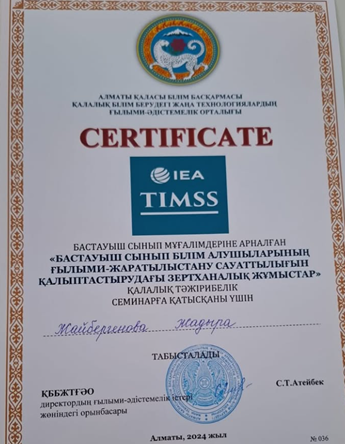 АЛМАТЫ ҚАЛАСЫ БІЛІМ БАСҚАРМАСЫ
ҚАЛАЛЫҚ БІЛІМ БЕРУДЕГІ ЖАҢА ТЕХНОЛОГИЯЛАРДЫҢ
ҒЫЛЫМИ-ӘДІСТЕМЕЛІК ОРТАЛЫҒЫ
CERTIFICATE
IEA
TIMSS
БАСТАУЫШ СЫНЫП МҰҒАЛІМДЕРІНЕ АРНАЛҒАН
«БАСТАУЫШ СЫНЫП БІЛІМ АЛУШЫЛАРЫНЫҢ
ҒЫЛЫМИ-ЖАРАТЫЛЫСТАНУ САУАТТЫЛЫҒЫН
ҚАЛЫПТАСТЫРУДАҒЫ ЗЕРТХАНАЛЫҚ ЖҰМЫСТАР»
ҚАЛАЛЫҚ ТӘЖІРИБЕЛІК
СЕМИНАРҒА ҚАТЫСҚАНЫ ҮШІН
Жайбергенова Жадыра
ТАБЫСТАЛАДЫ
ҚББЖТҒӘО
директордың ғылыми-әдістемелік істері
жөніндегі орынбасары
С.Т.Атейбек
Алматы, 2024 жыл
№ 036